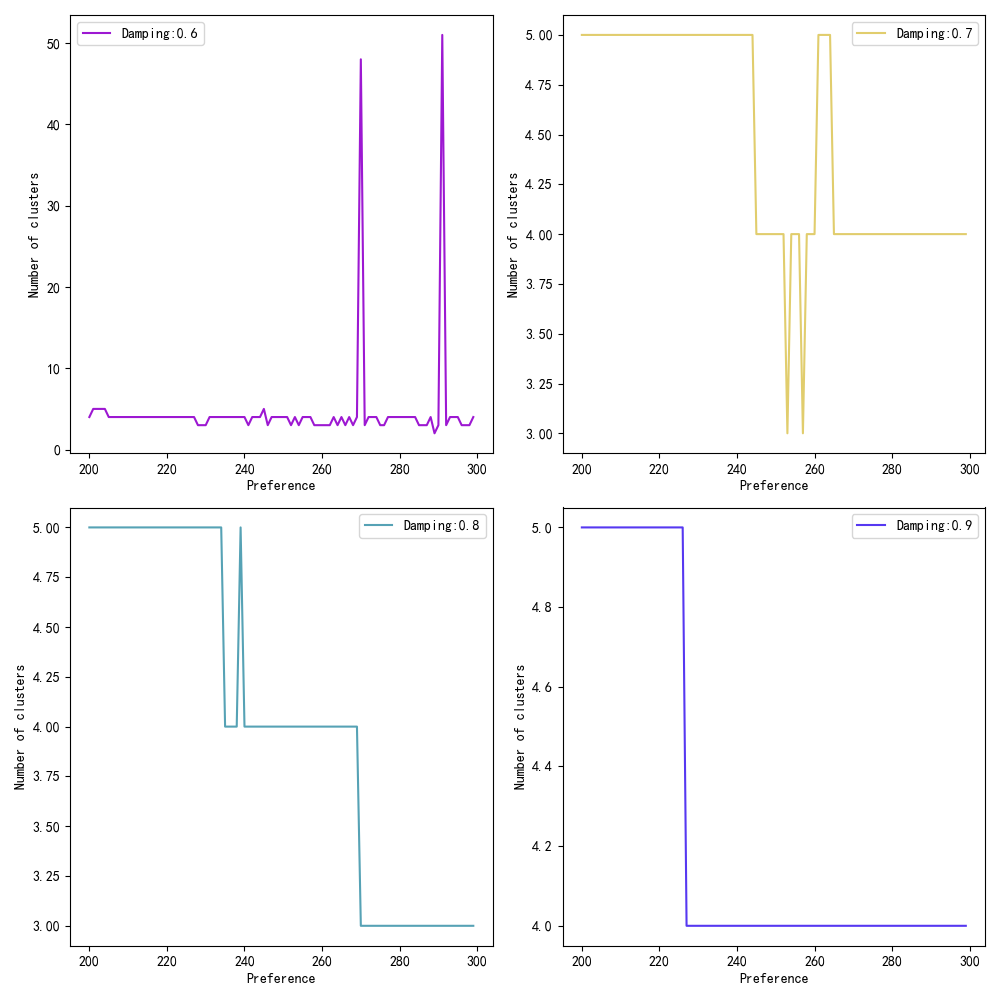 Damping:0.6
50
40
30
20
10
0
Number of clusters
200 220 240 260 280 300
Preference
Damping:0.7
5.00
4.75
4.50
4.25
4.00
3.75
3.50
3.25
3.00
Number of clusters
200 220 240 260 280 300
Preference
Damping:0.8
5.00
4.75
4.50
4.25
4.00
3.75
3.50
3.25
3.00
Number of clusters
200 220 240 260 280 300
Preference
Damping:0.9
5.0
4.8
4.6
4.4
4.2
4.0
Number of clusters
200 220 240 260 280 300
Preference